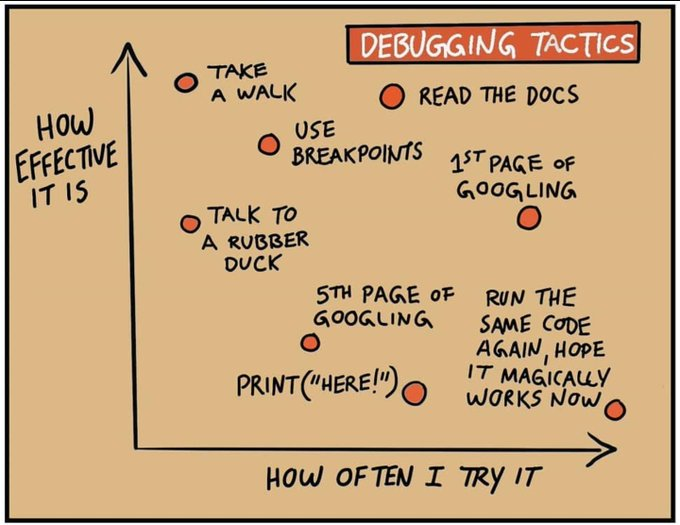 DEBUGGING TACTICS
HOW
EFFECTIVE
IT IS
TAKE
A WALK
READ THE DOCS
USE
BREAKPOINTS
1ST PAGE OF
GOOGLING
TALK TO
A RUBBER
DUCK
5TH PAGE OF
GOOGLING
RUN THE
SAME CODE
AGAIN, HOPE
IT MAGICALLY
WORKS NOW
PRINT("HERE!")
HOW OFTEN I TRY IT